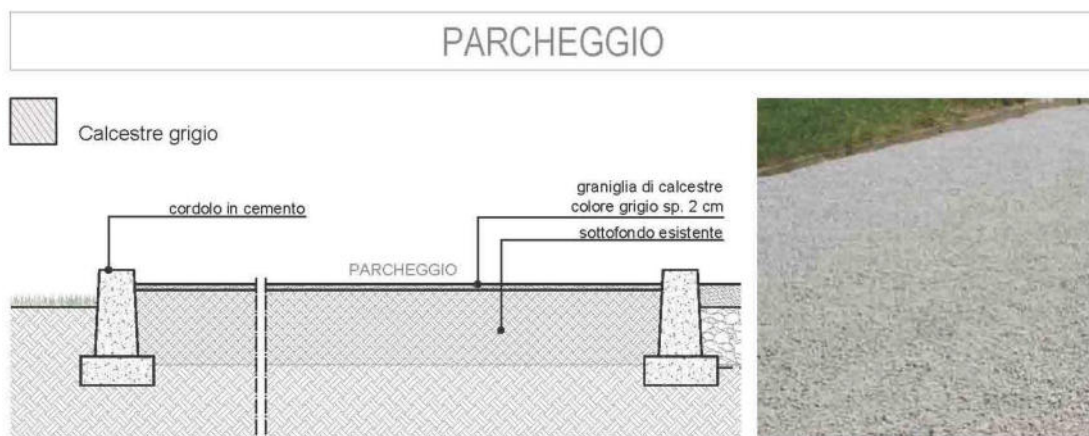 PARCHEGGIO
Calcestre grigio
cordolo in cemento
graniglia di calcestre
colore grigio sp. 2 cm
sottofondo esistente
PARCHEGGIO